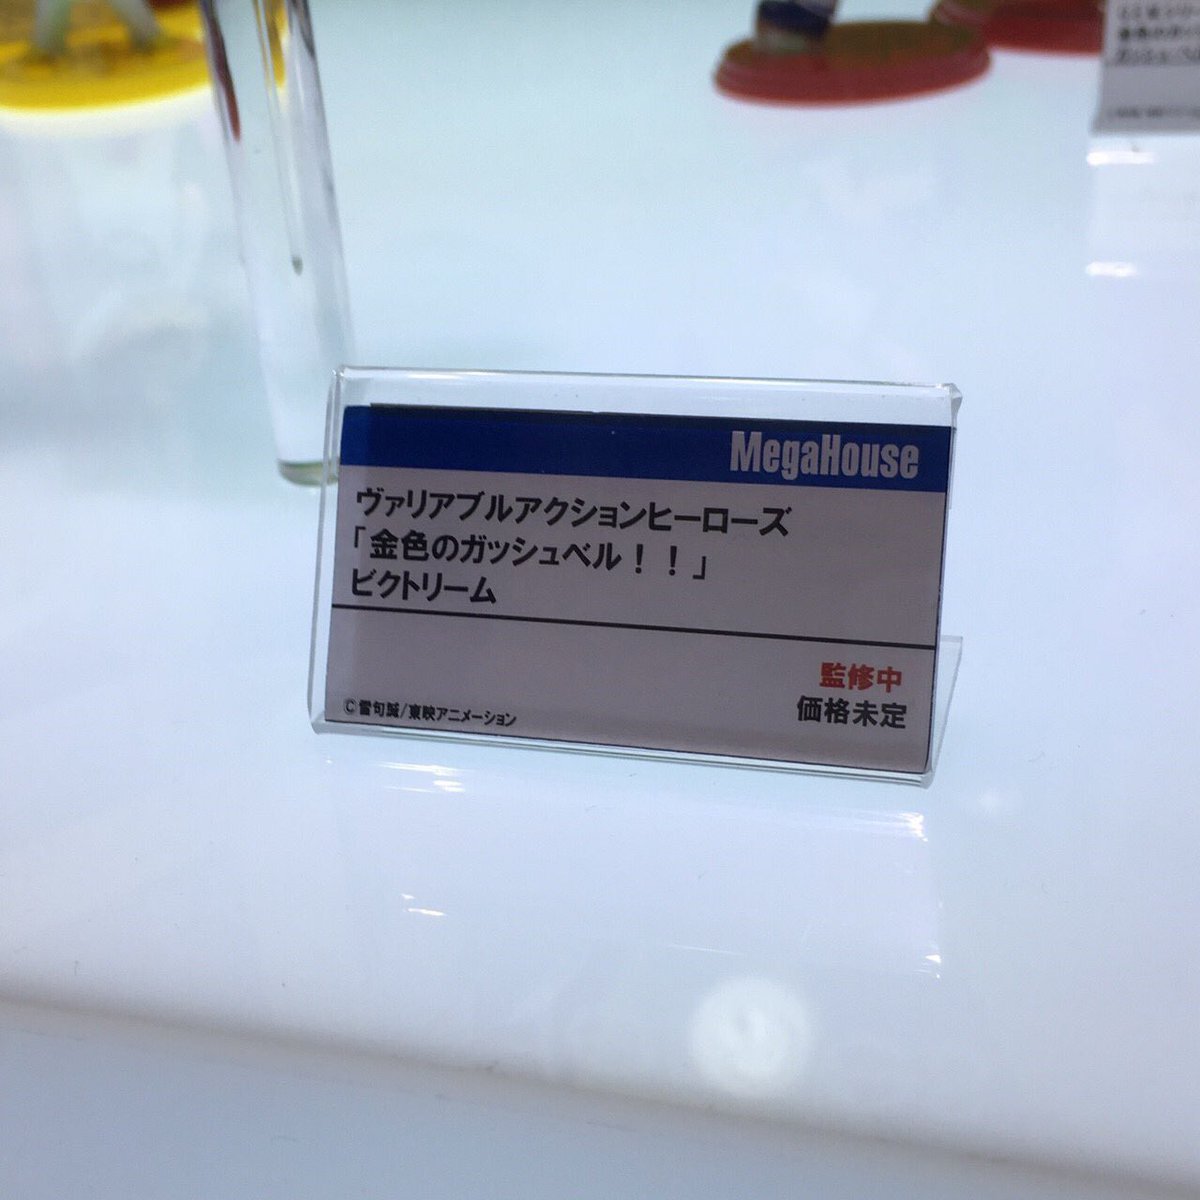 MegaHouse
ヴァリアブルアクションヒーローズ
「金色のガッシュベル！！」
ビクトリーム
監修中
価格未定
©雷句誠/東映アニメーション